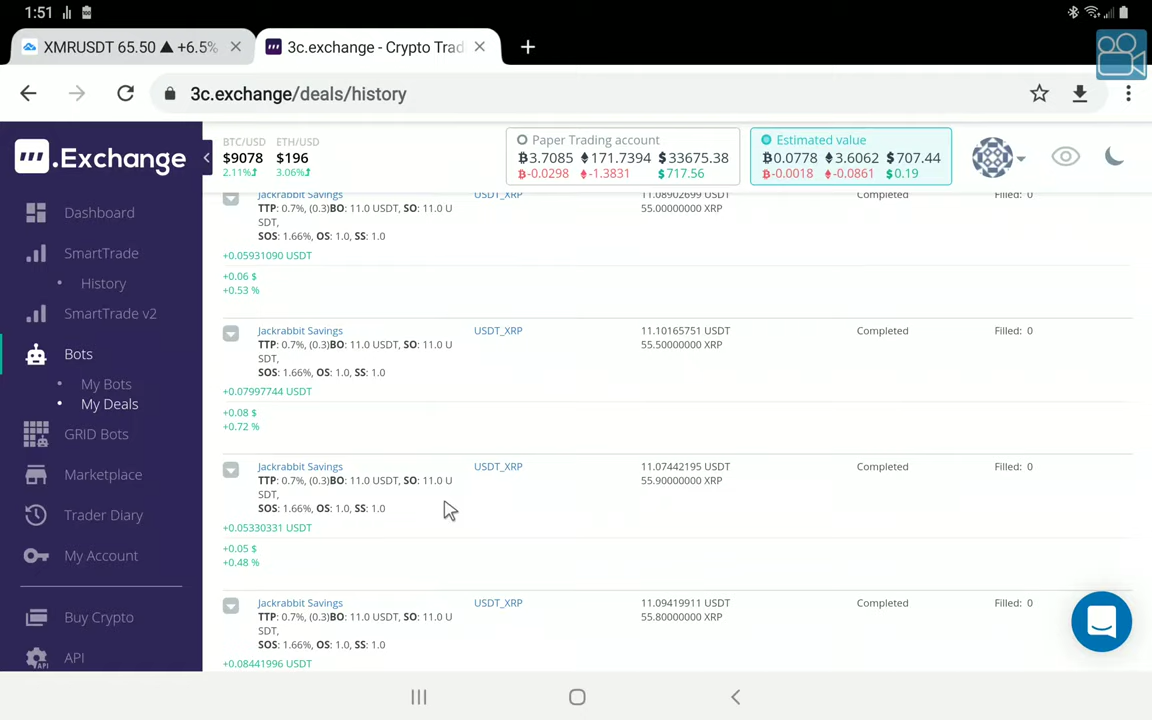 1:51
XMRUSDT 65.50 ▲ +6.5%
3c.exchange - Crypto Trad
3c.exchange/deals/history
.Exchange
BTC/USD
$9078
2.11%
ETH/USD
$196
3.06%
Paper Trading account
₿3.7085 ♦171.7394 $33675.38
₿-0.0298 ♦-1.3831 $717.56
Estimated value
₿0.0778 ♦3.6062 $707.44
₿-0.0018 ♦-0.0861 $0.19
Dashboard
SmartTrade
• History
SmartTrade v2
Bots
• My Bots
• My Deals
GRID Bots
Marketplace
Trader Diary
My Account
Buy Crypto
API
Jackrabbit Savings USDT_XRP 11.08902699 USDT Completed Filled: 0
TTP: 0.7%, (0.3)BO: 11.0 USDT, SO: 11.0 U 55.00000000 XRP
SDT,
SOS: 1.66%, OS: 1.0, SS: 1.0
+0.05931090 USDT
+0.06 $
+0.53 %
Jackrabbit Savings USDT_XRP 11.10165751 USDT Completed Filled: 0
TTP: 0.7%, (0.3)BO: 11.0 USDT, SO: 11.0 U 55.50000000 XRP
SDT,
SOS: 1.66%, OS: 1.0, SS: 1.0
+0.07997744 USDT
+0.08 $
+0.72 %
Jackrabbit Savings USDT_XRP 11.07442195 USDT Completed Filled: 0
TTP: 0.7%, (0.3)BO: 11.0 USDT, SO: 11.0 U 55.90000000 XRP
SDT,
SOS: 1.66%, OS: 1.0, SS: 1.0
+0.05330331 USDT
+0.05 $
+0.48 %
Jackrabbit Savings USDT_XRP 11.09419911 USDT Completed Filled: 0
TTP: 0.7%, (0.3)BO: 11.0 USDT, SO: 11.0 U 55.80000000 XRP
SDT,
SOS: 1.66%, OS: 1.0, SS: 1.0
+0.08441996 USDT